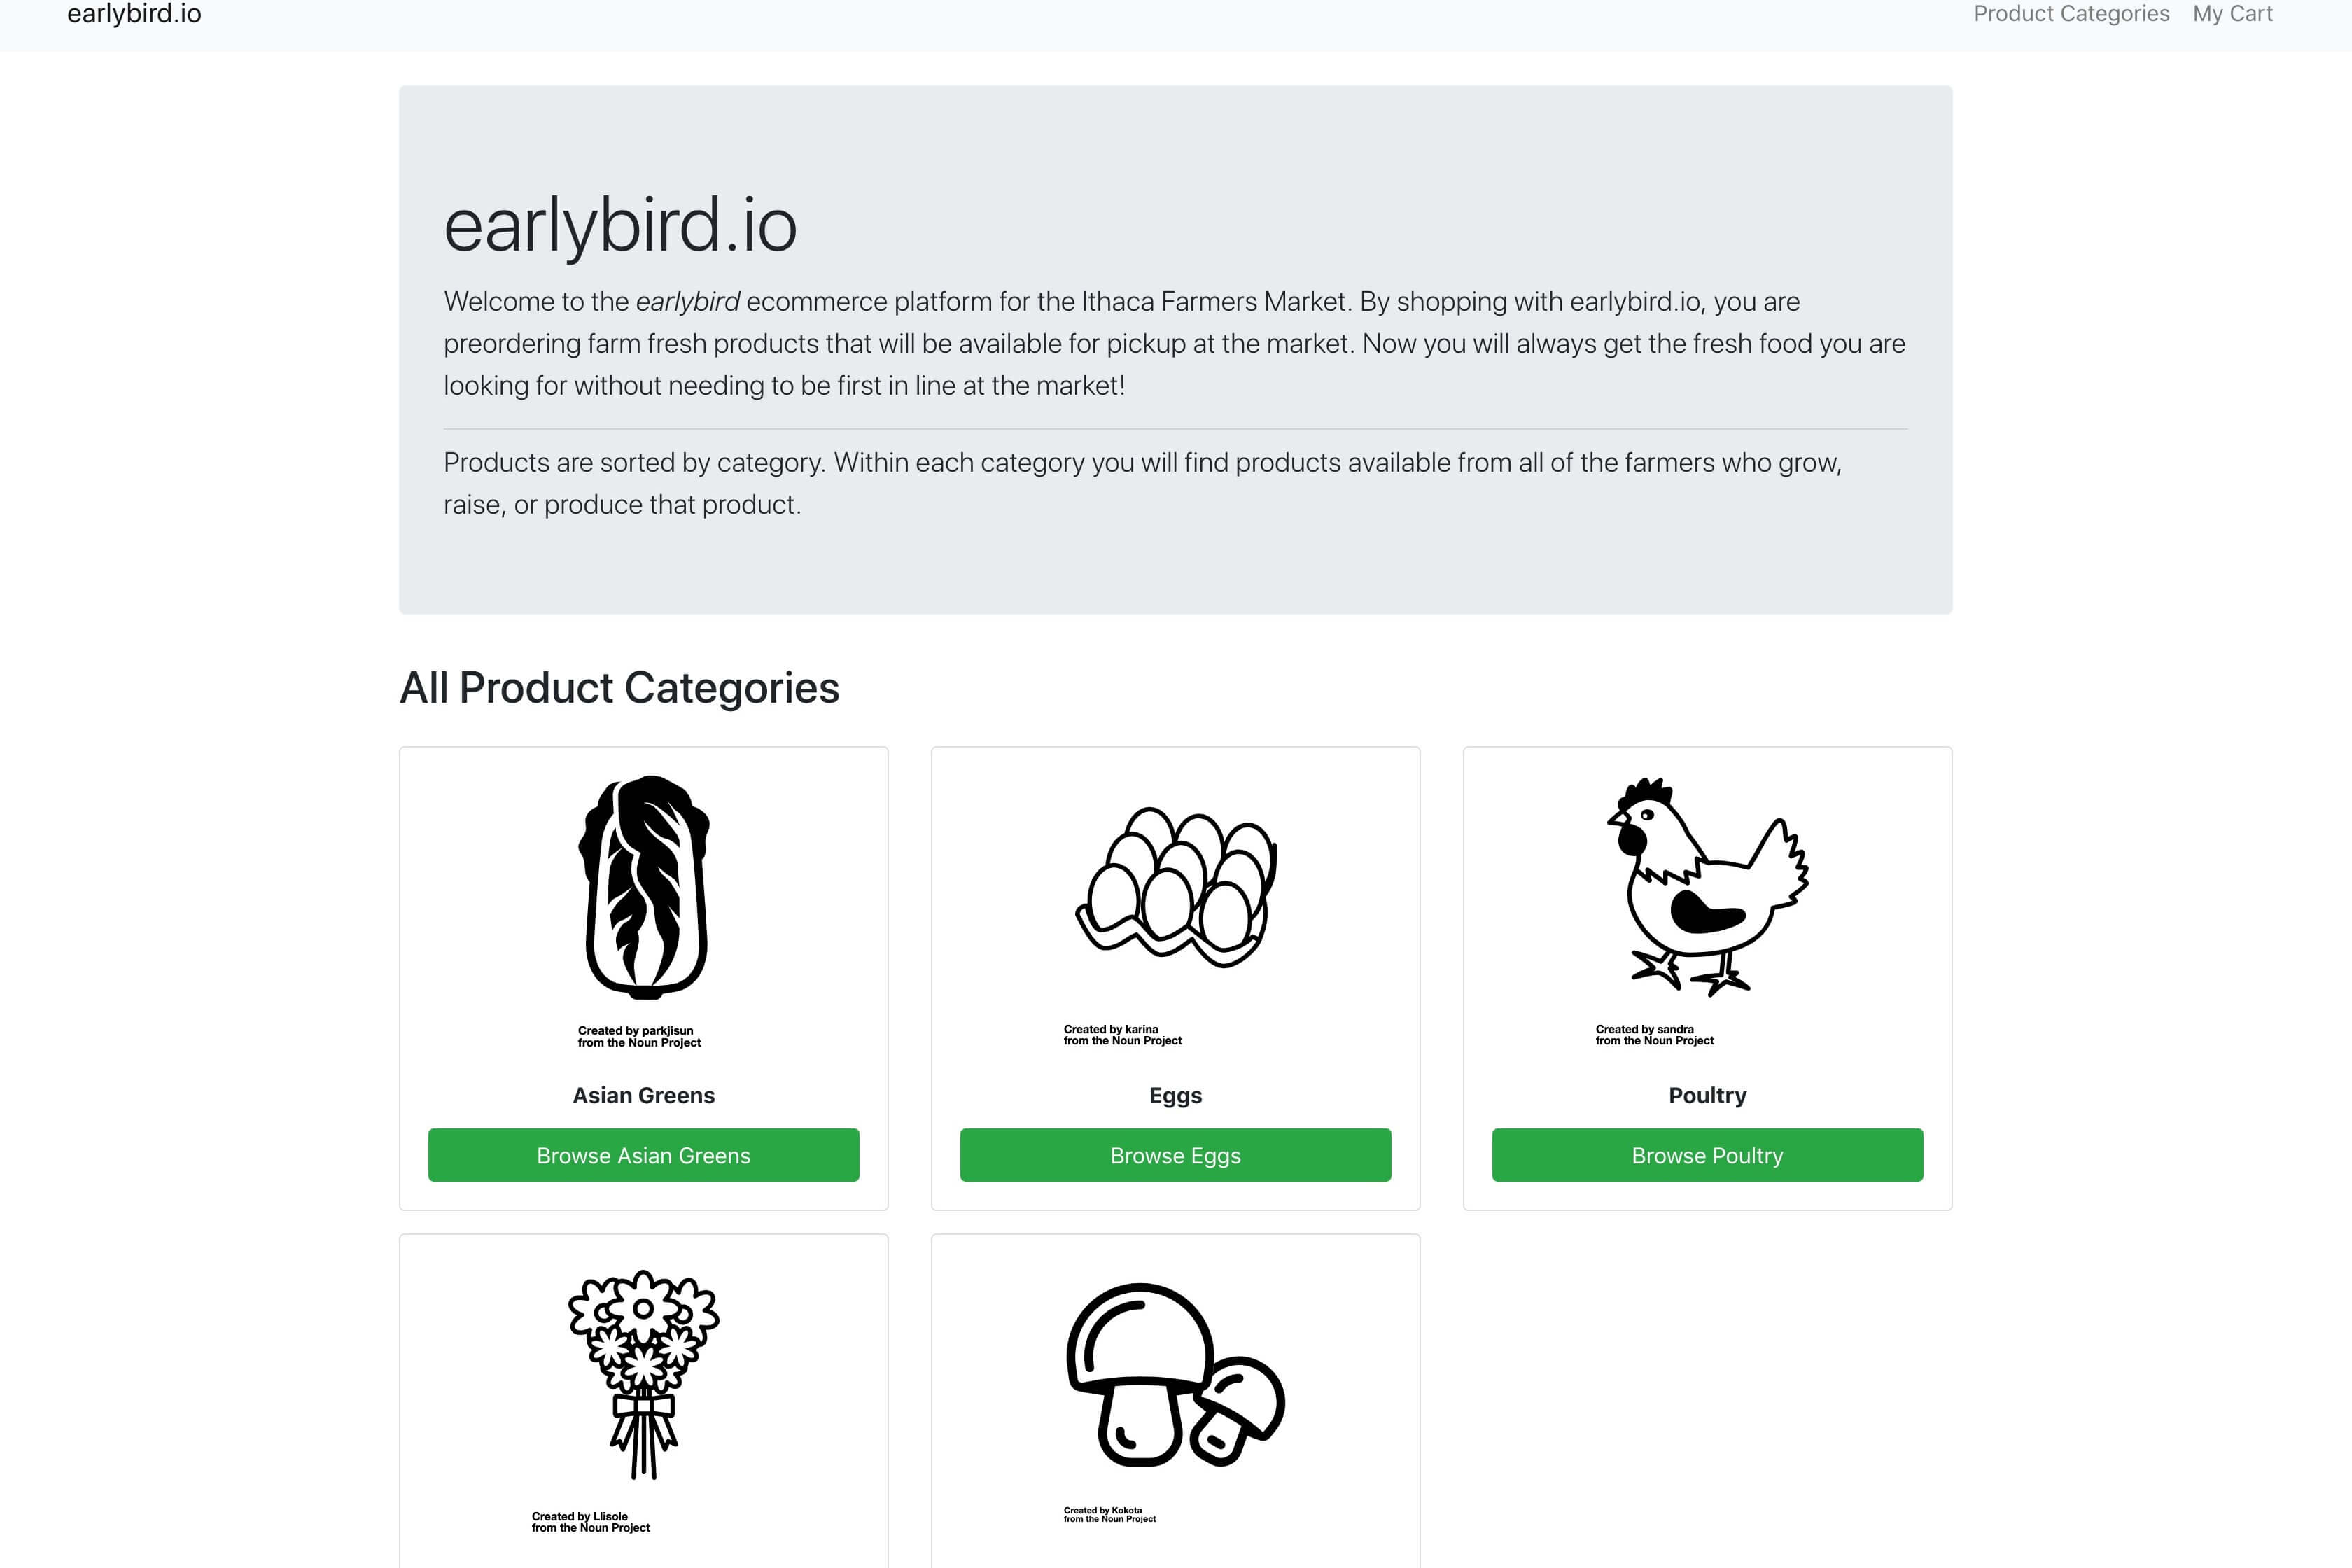 earlybird.io
Product Categories
My Cart
earlybird.io
Welcome to the earlybird ecommerce platform for the Ithaca Farmers Market. By shopping with earlybird.io, you are
preordering farm fresh products that will be available for pickup at the market. Now you will always get the fresh food you are
looking for without needing to be first in line at the market!
Products are sorted by category. Within each category you will find products available from all of the farmers who grow,
raise, or produce that product.
All Product Categories
Created by parkjisun
from the Noun Project
Asian Greens
Browse Asian Greens
Created by karina
from the Noun Project
Eggs
Browse Eggs
Created by sandra
from the Noun Project
Poultry
Browse Poultry
Created by Llisole
from the Noun Project
Created by Kokota
from the Noun Project